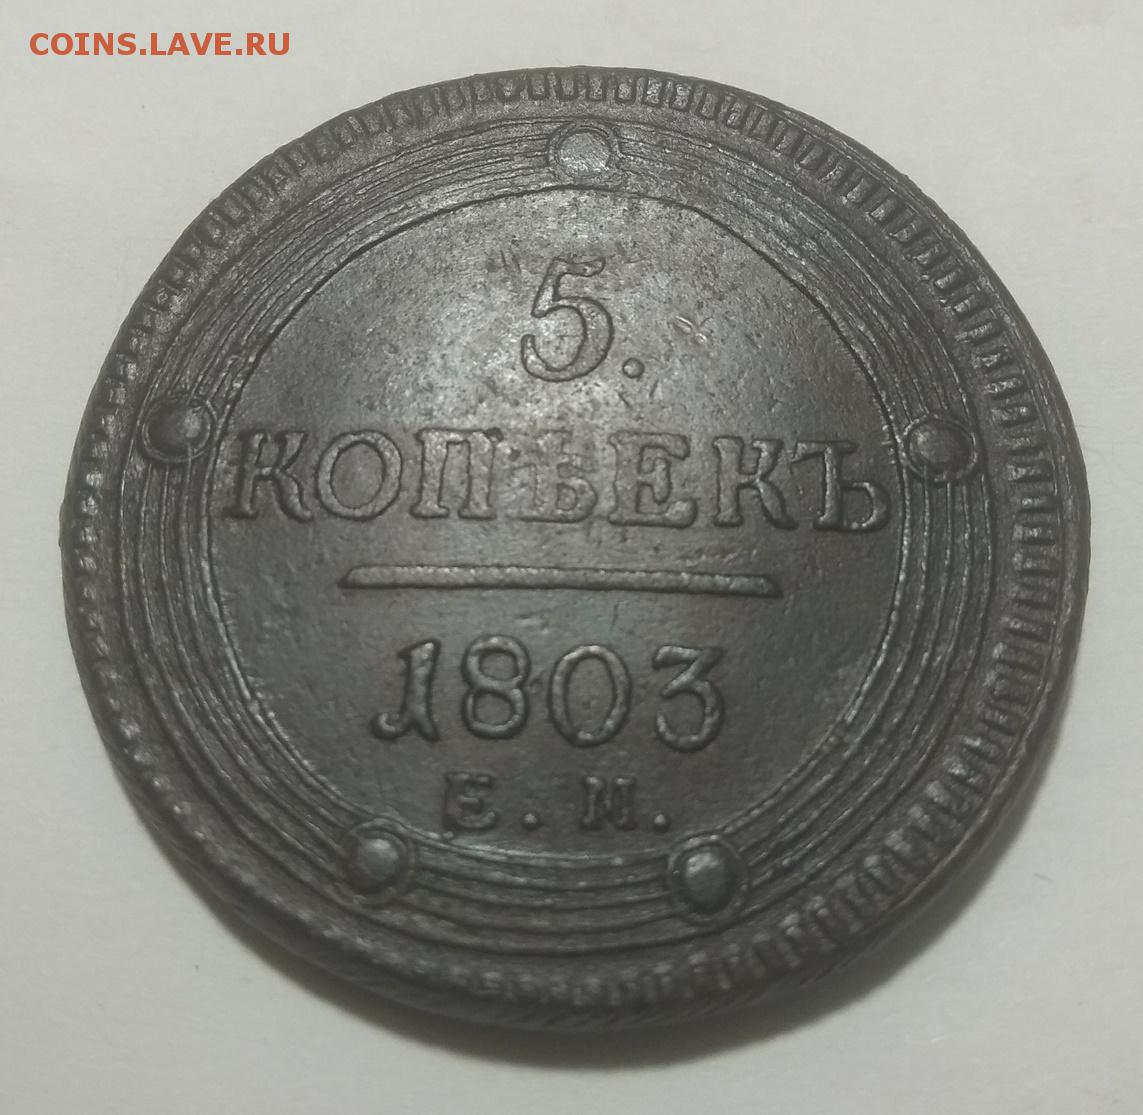 COINS.LAVE.RU
5.
КОПѢЕКЪ
1803
Е. М.